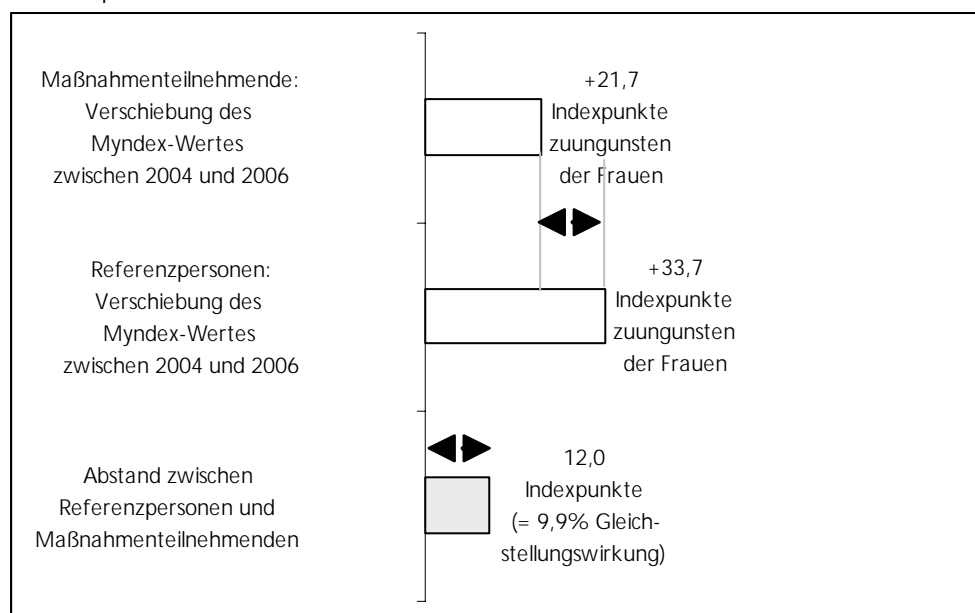 Maßnahmenteilnehmende:
Verschiebung des
Myndex-Wertes
zwischen 2004 und 2006
+21,7
Indexpunkte
zuungunsten
der Frauen
Referenzpersonen:
Verschiebung des
Myndex-Wertes
zwischen 2004 und 2006
+33,7
Indexpunkte
zuungunsten
der Frauen
Abstand zwischen
Referenzpersonen und
Maßnahmenteilnehmenden
12,0
Indexpunkte
(= 9,9% Gleich-
stellungswirkung)